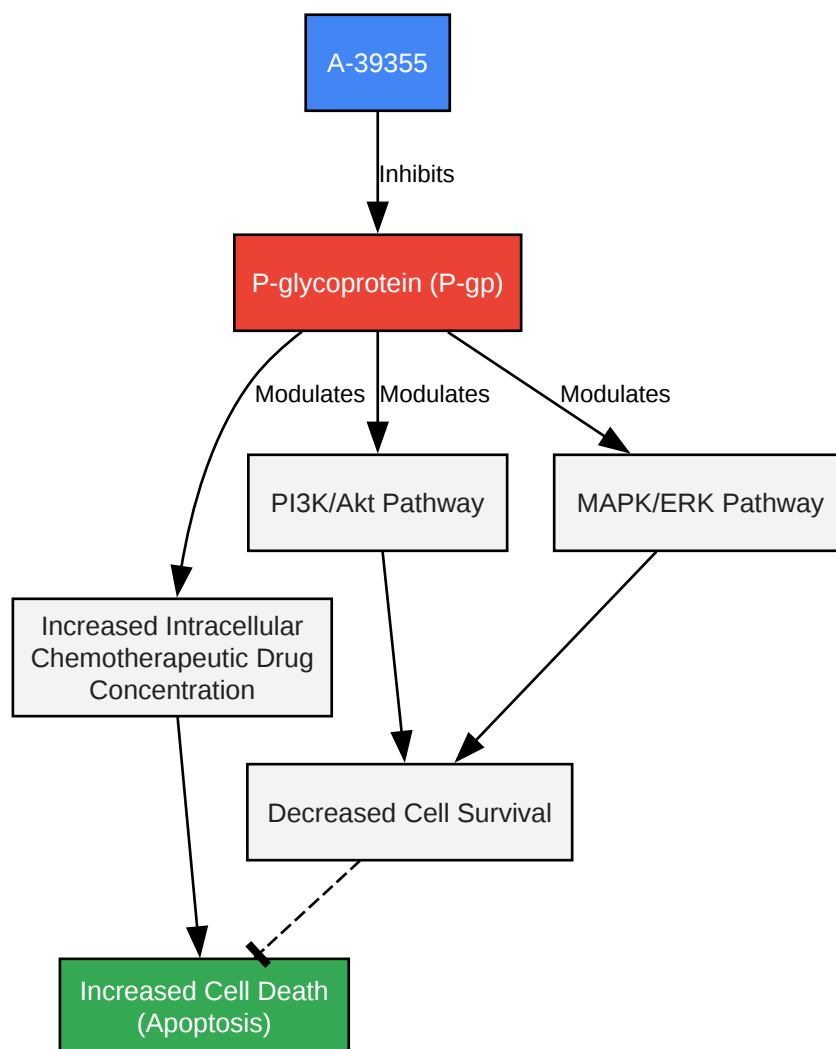 A-39355
Inhibits
P-glycoprotein (P-gp)
Modulates
Modulates
Modulates
PI3K/Akt Pathway
MAPK/ERK Pathway
Increased Intracellular
Chemotherapeutic Drug
Concentration
Decreased Cell Survival
Increased Cell Death
(Apoptosis)